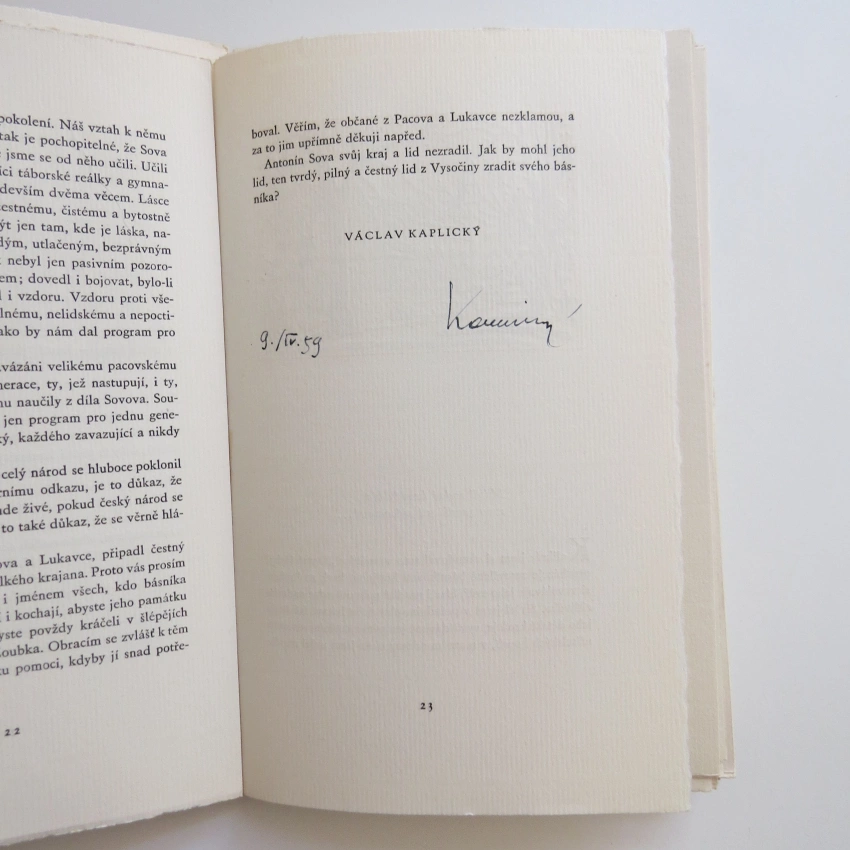 pokolení. Náš vztah k němu
tak je pochopitelné, že Sova
jsme se od něho učili. Učili
táborské reálky a gymna-
devším dvěma věcem. Lásce
estnému, čistému a bytostně
ýt jen tam, kde je láska, na-
dým, utlačeným, bezprávným
nebyl jen pasivním pozoro-
em; dovedl i bojovat, bylo-li
i vzdoru. Vzdoru proti vše-
lnému, nelidskému a nepocti-
ako by nám dal program pro
vázáni velikému pacovskému
nerace, ty, jež nastupují, i ty,
mu naučily z díla Sovova. Sou-
jen program pro jednu gene-
ký, každého zavazující a nikdy
celý národ se hluboce poklonil
rnímu odkazu, je to důkaz, že
ude živé, pokud český národ se
to také důkaz, že se věrně hlá-
ova a Lukavce, připadl čestný
elkého krajana. Proto vás prosím
i jménem všech, kdo básníka
i kochají, abyste jeho památku
yste povždy kráčeli v šlépějích
oubka. Obracím se zvlášť k těm
ku pomoci, kdyby jí snad potře-
22
boval. Věřím, že občané z Pacova a Lukavce nezklamou, a
za to jim upřímně děkuji napřed.
Antonín Sova svůj kraj a lid nezradil. Jak by mohl jeho
lid, ten tvrdý, pilný a čestný lid z Vysočiny zradit svého bás-
níka?
VÁCLAV KAPLICKÝ
9./IV.59
23